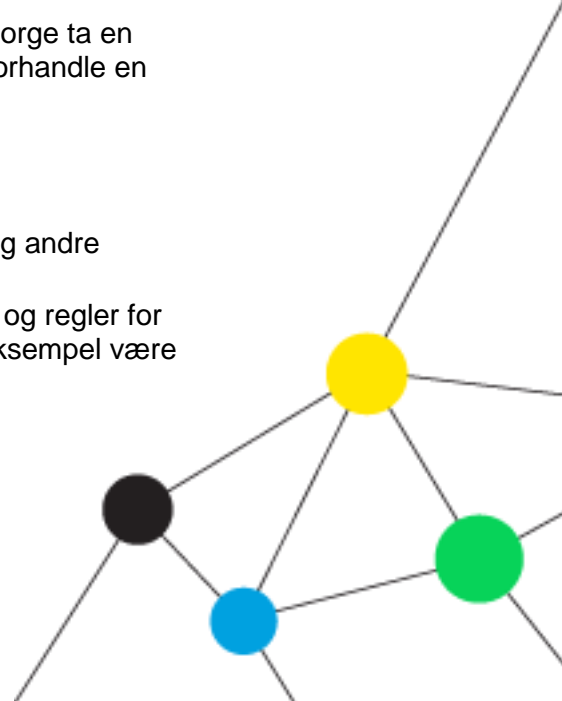 orge ta en
orhandle en
g andre
og regler for
ksempel være